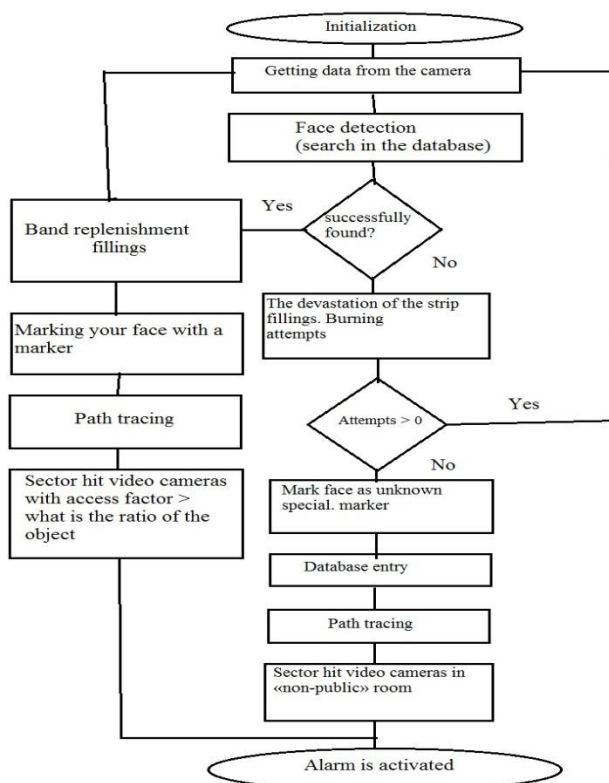 Initialization
Getting data from the camera
Face detection
(search in the database)
Yes
successfully
found?
Band replenishment
fillings
No
The devastation of the strip
fillings. Burning
attempts
Marking your face with a
marker
Attempts > 0
Yes
Path tracing
No
Sector hit video cameras
with access factor >
what is the ratio of the
object
Mark face as unknown
special. marker
Database entry
Path tracing
Sector hit video cameras in
«non-public» room
Alarm is activated